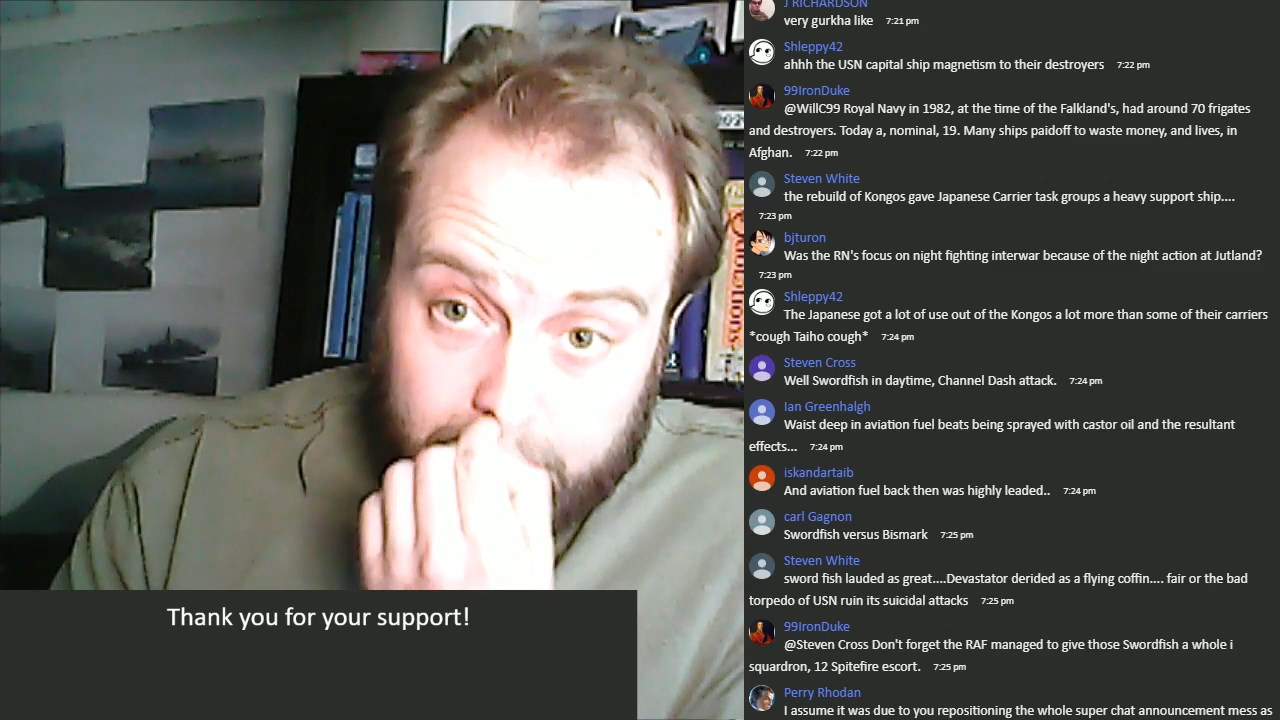 J RICHARDSON
very gurkha like 7:21 pm
Shleppy42
ahhh the USN capital ship magnetism to their destroyers 7:22 pm
99IronDuke
@WillC99 Royal Navy in 1982, at the time of the Falkland's, had around 70 frigates
and destroyers. Today a, nominal, 19. Many ships paidoff to waste money, and lives, in
Afghan. 7:22 pm
Steven White
the rebuild of Kongos gave Japanese Carrier task groups a heavy support ship....
7:23 pm
bjturon
Was the RN's focus on night fighting interwar because of the night action at Jutland?
7:23 pm
Shleppy42
The Japanese got a lot of use out of the Kongos a lot more than some of their carriers
*cough Taiho cough* 7:24 pm
Steven Cross
Well Swordfish in daytime, Channel Dash attack. 7:24 pm
Ian Greenhalgh
Waist deep in aviation fuel beats being sprayed with castor oil and the resultant
effects... 7:24 pm
iskandartaib
And aviation fuel back then was highly leaded.. 7:24 pm
carl Gagnon
Swordfish versus Bismark 7:25 pm
Steven White
sword fish lauded as great....Devastator derided as a flying coffin.... fair or the bad
torpedo of USN ruin its suicidal attacks 7:25 pm
99IronDuke
@Steven Cross Don't forget the RAF managed to give those Swordfish a whole i
squardron, 12 Spitefire escort. 7:25 pm
Perry Rhodan
I assume it was due to you repositioning the whole super chat announcement mess as
Thank you for your support!